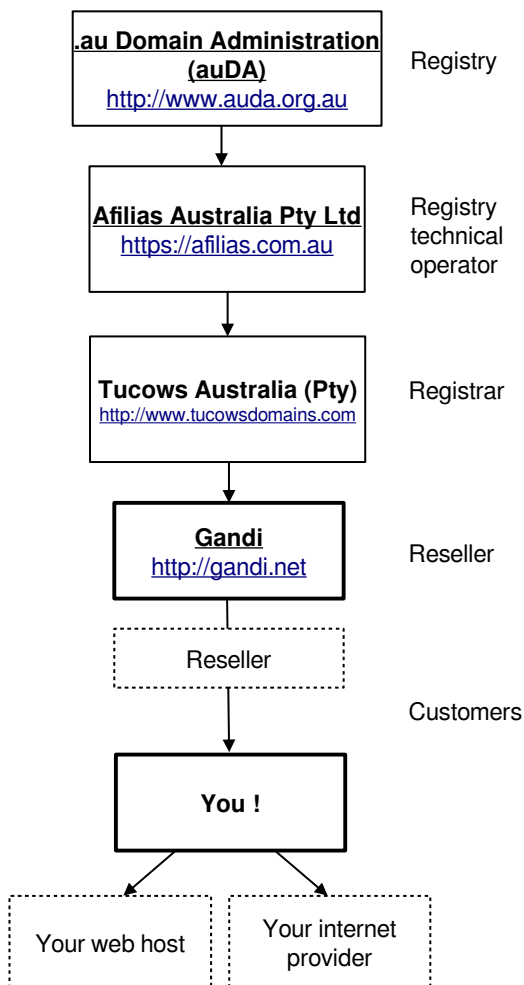 .au Domain Administration
(auDA)
http://www.auda.org.au
Registry
Afilias Australia Pty Ltd
https://afilias.com.au
Registry
technical
operator
Tucows Australia (Pty)
http://www.tucowsdomains.com
Registrar
Gandi
http://gandi.net
Reseller
Reseller
Customers
You !
Your web host
Your internet
provider